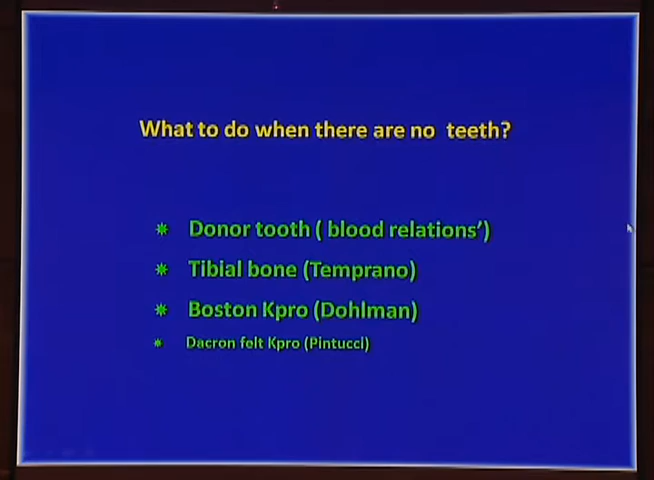 What to do when there are no teeth?
Donor tooth ( blood relations’)
Tibial bone (Temprano)
Boston Kpro (Dohlman)
Dacron felt Kpro (Pintucci)